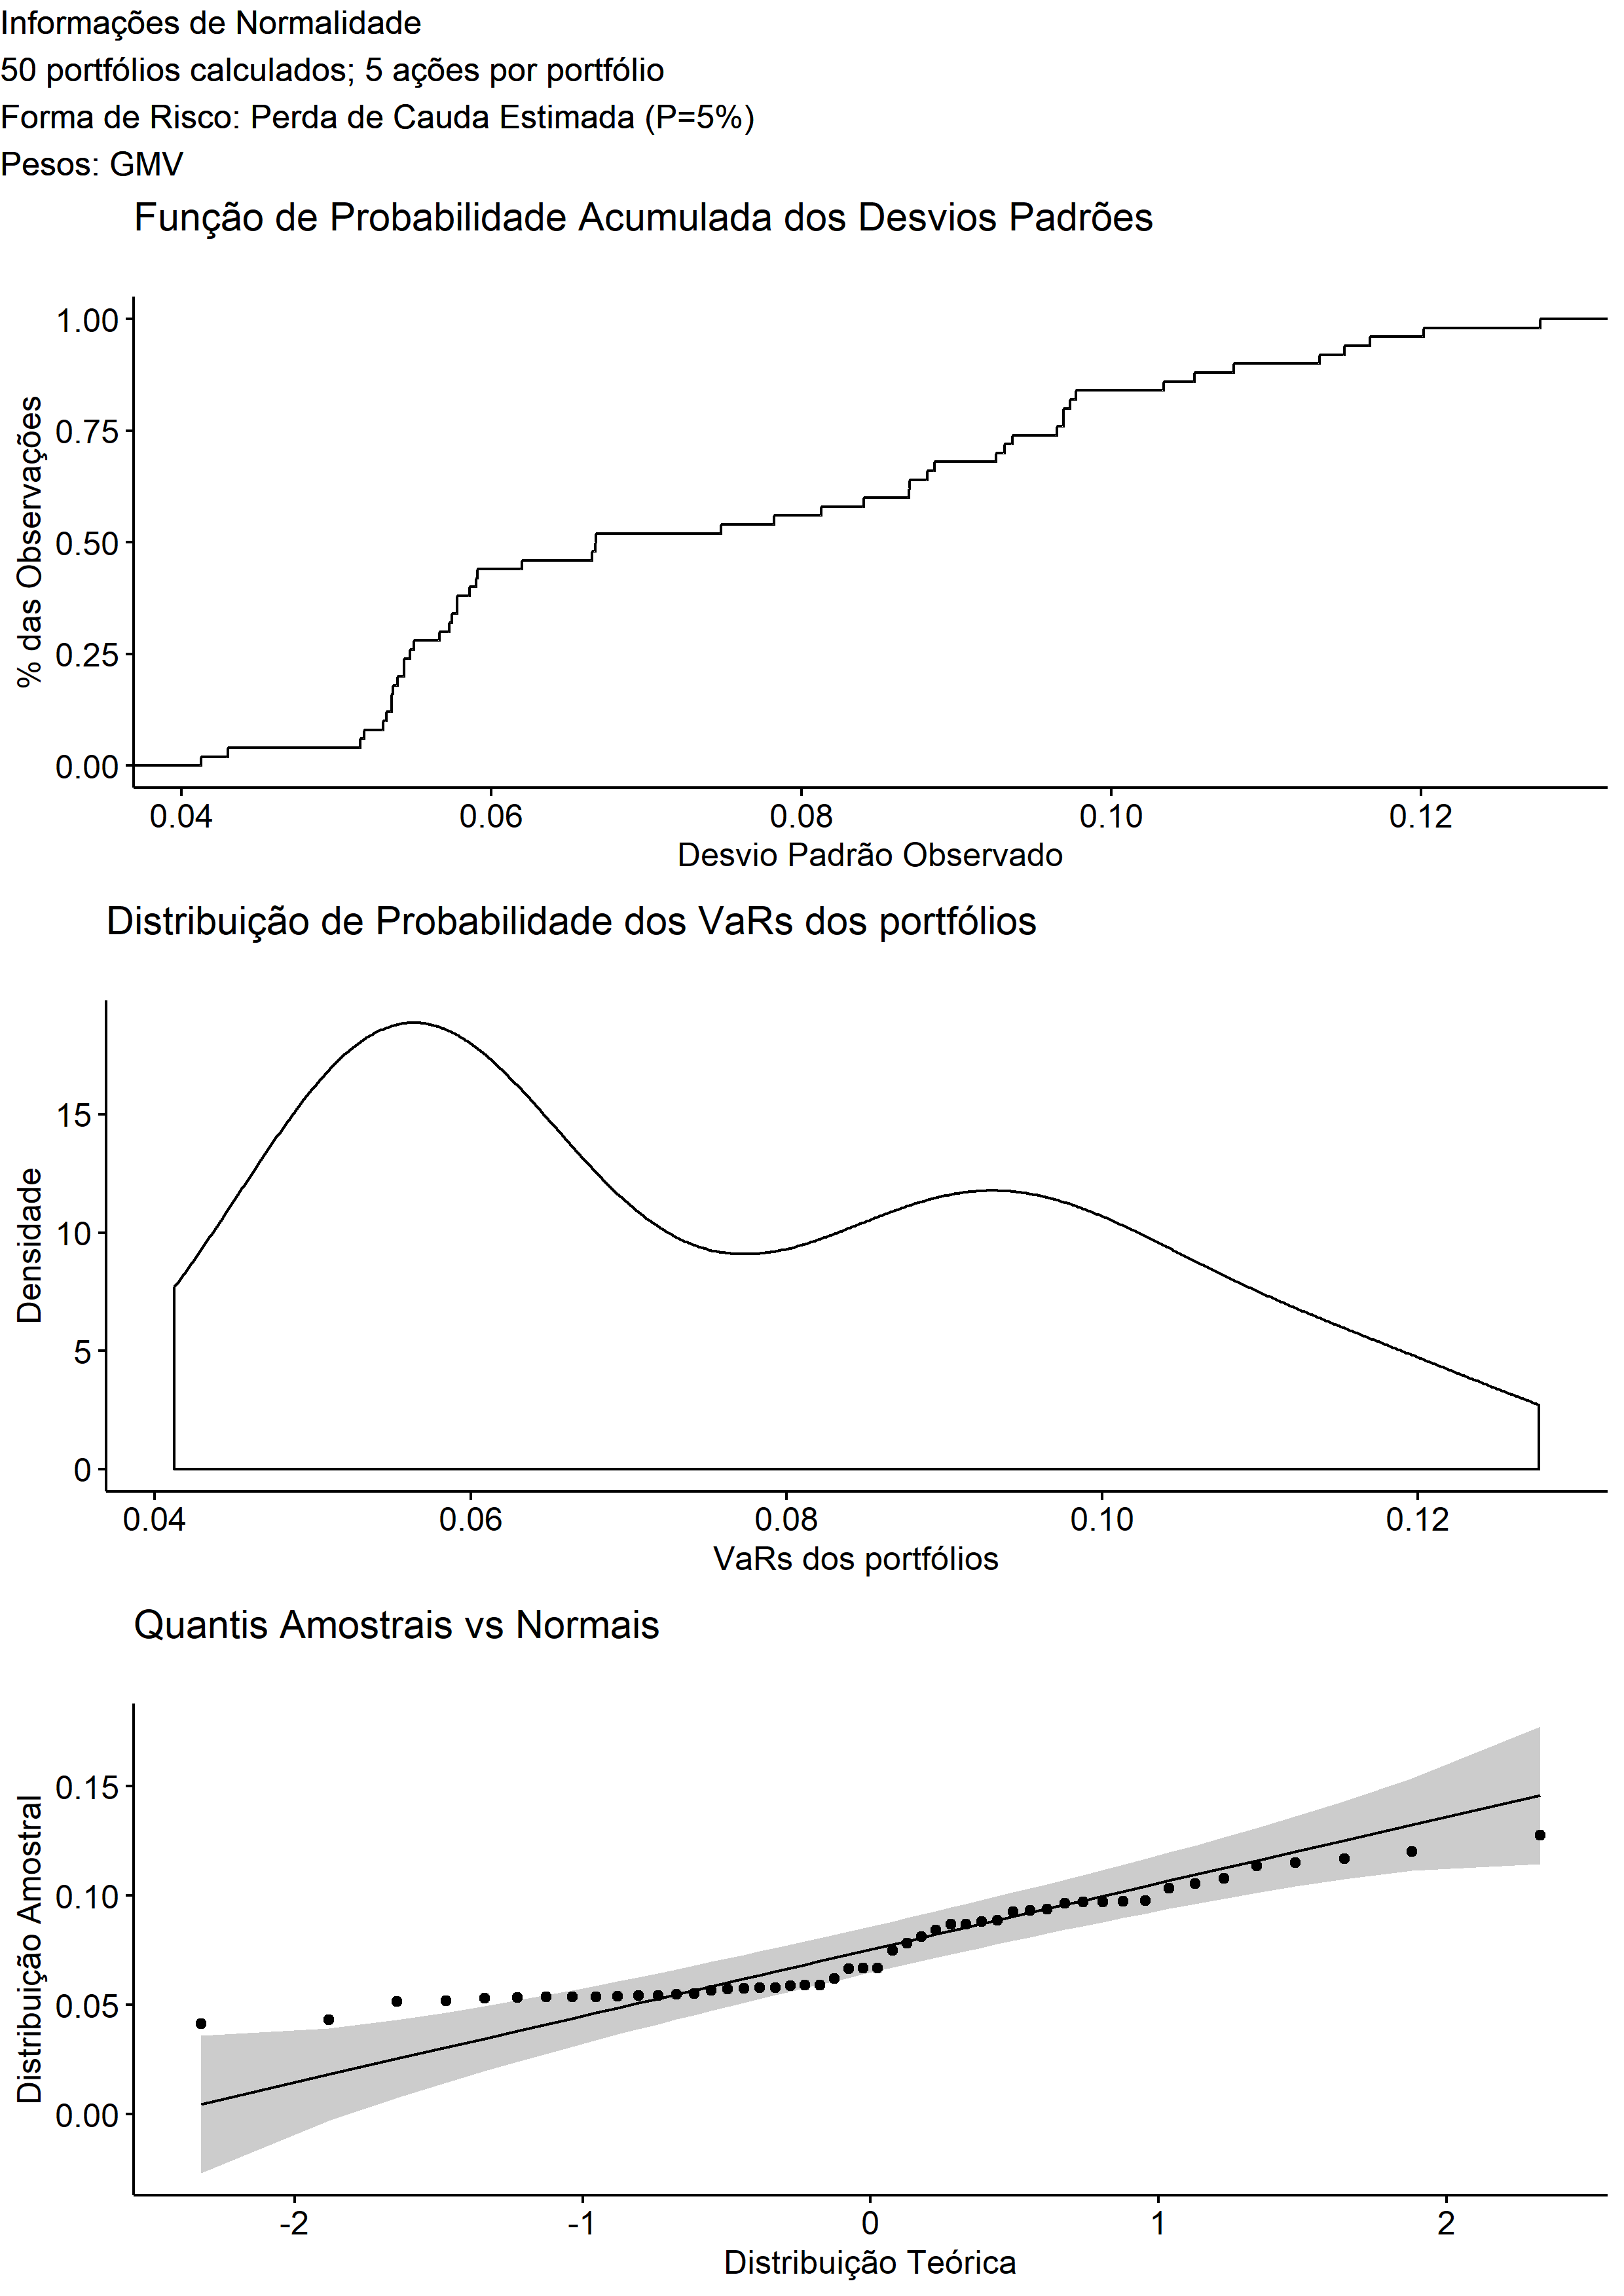 Informações de Normalidade
50 portfólios calculados; 5 ações por portfólio
Forma de Risco: Perda de Cauda Estimada (P=5%)
Pesos: GMV
Função de Probabilidade Acumulada dos Desvios Padrões
% das Observações
1.00
0.75
0.50
0.25
0.00
0.04 0.06 0.08 0.10 0.12
Desvio Padrão Observado
Distribuição de Probabilidade dos VaRs dos portfólios
Densidade
15
10
5
0
0.04 0.06 0.08 0.10 0.12
VaRs dos portfólios
Quantis Amostrais vs Normais
Distribuição Amostral
0.15
0.10
0.05
0.00
-2 -1 0 1 2
Distribuição Teórica